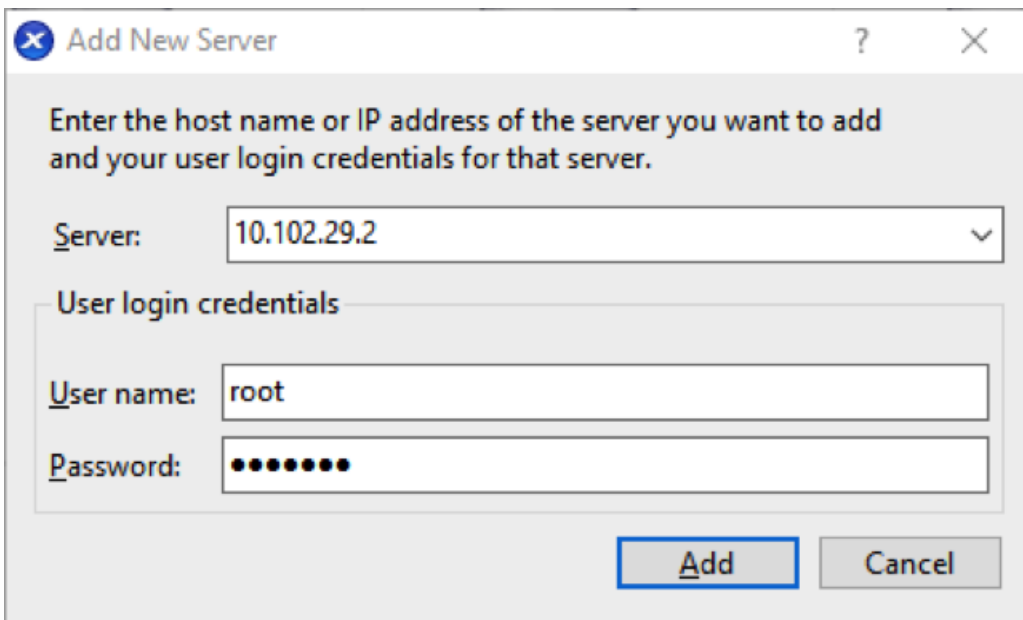 Add New Server
Enter the host name or IP address of the server you want to add
and your user login credentials for that server.
Server: 10.102.29.2
User login credentials
User name: root
Password: •••••••
Add Cancel